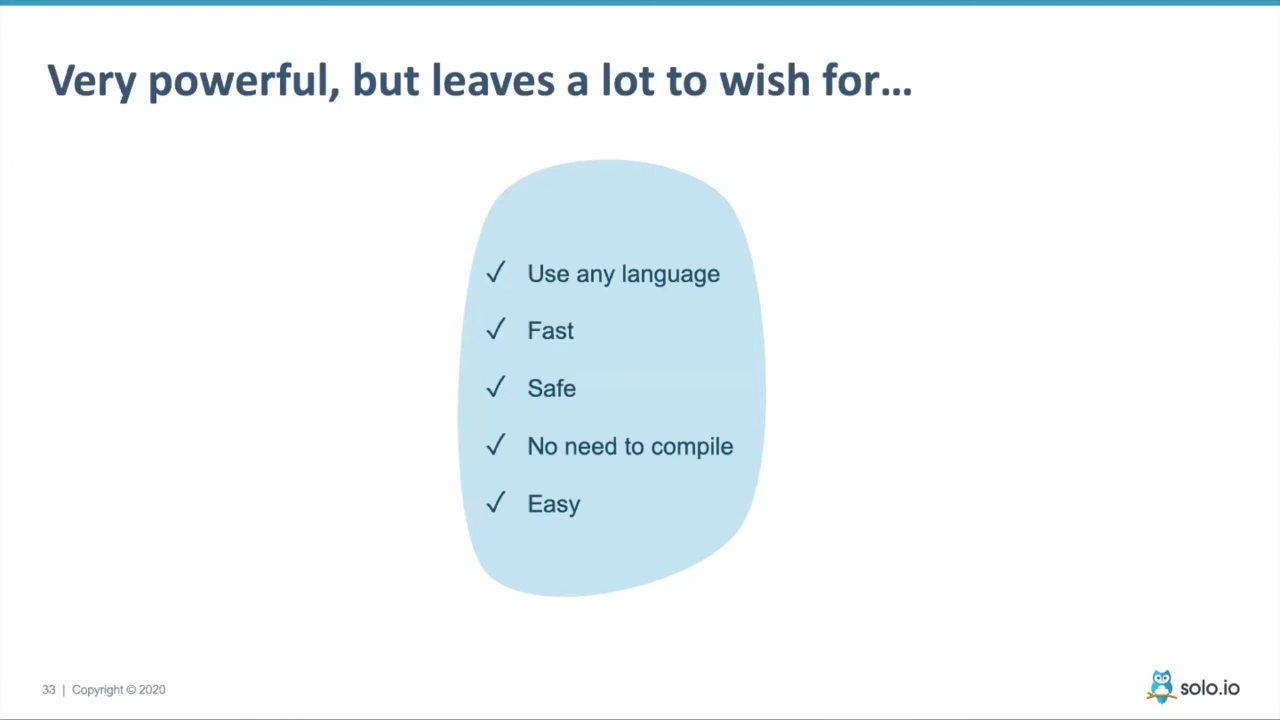 Very powerful, but leaves a lot to wish for…
✓ Use any language
✓ Fast
✓ Safe
✓ No need to compile
✓ Easy
33 | Copyright © 2020
solo.io